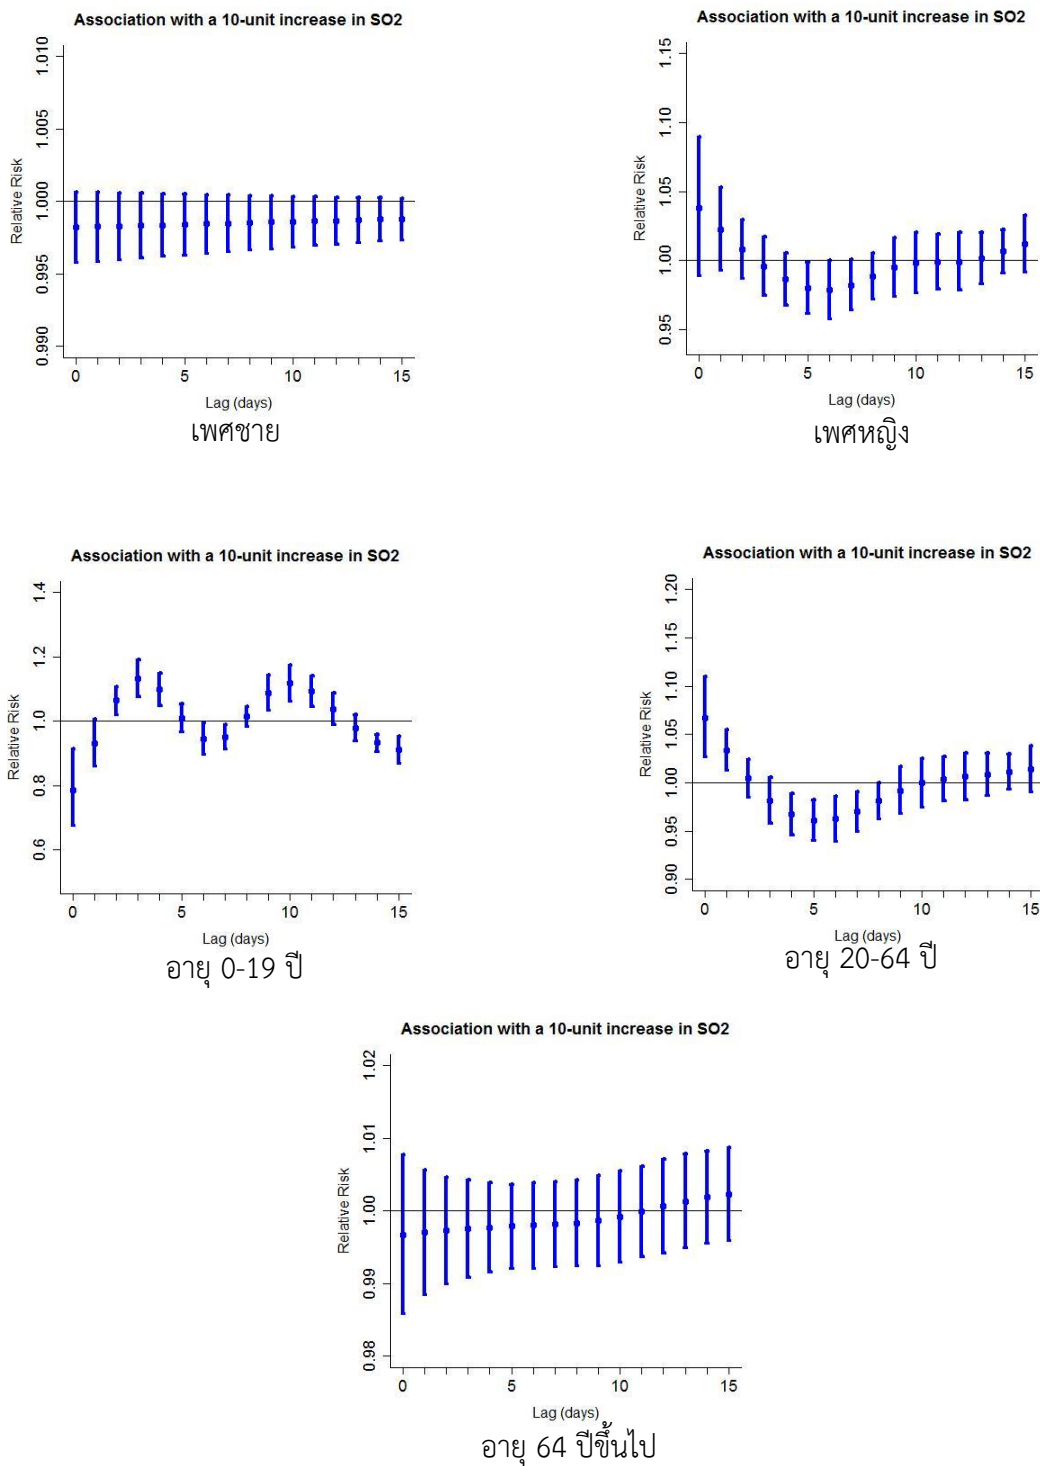 Association with a 10-unit increase in SO2
Relative Risk
1.010
1.005
1.000
0.995
0.990
0 5 10 15
Lag (days)
เพศชาย
Association with a 10-unit increase in SO2
Relative Risk
1.15
1.10
1.05
1.00
0.95
0 5 10 15
Lag (days)
เพศหญิง
Association with a 10-unit increase in SO2
Relative Risk
1.4
1.2
1.0
0.8
0.6
0 5 10 15
Lag (days)
อายุ 0-19 ปี
Association with a 10-unit increase in SO2
Relative Risk
1.20
1.15
1.10
1.05
1.00
0.95
0.90
0 5 10 15
Lag (days)
อายุ 20-64 ปี
Association with a 10-unit increase in SO2
Relative Risk
1.02
1.01
1.00
0.99
0.98
0 5 10 15
Lag (days)
อายุ 64 ปีขึ้นไป